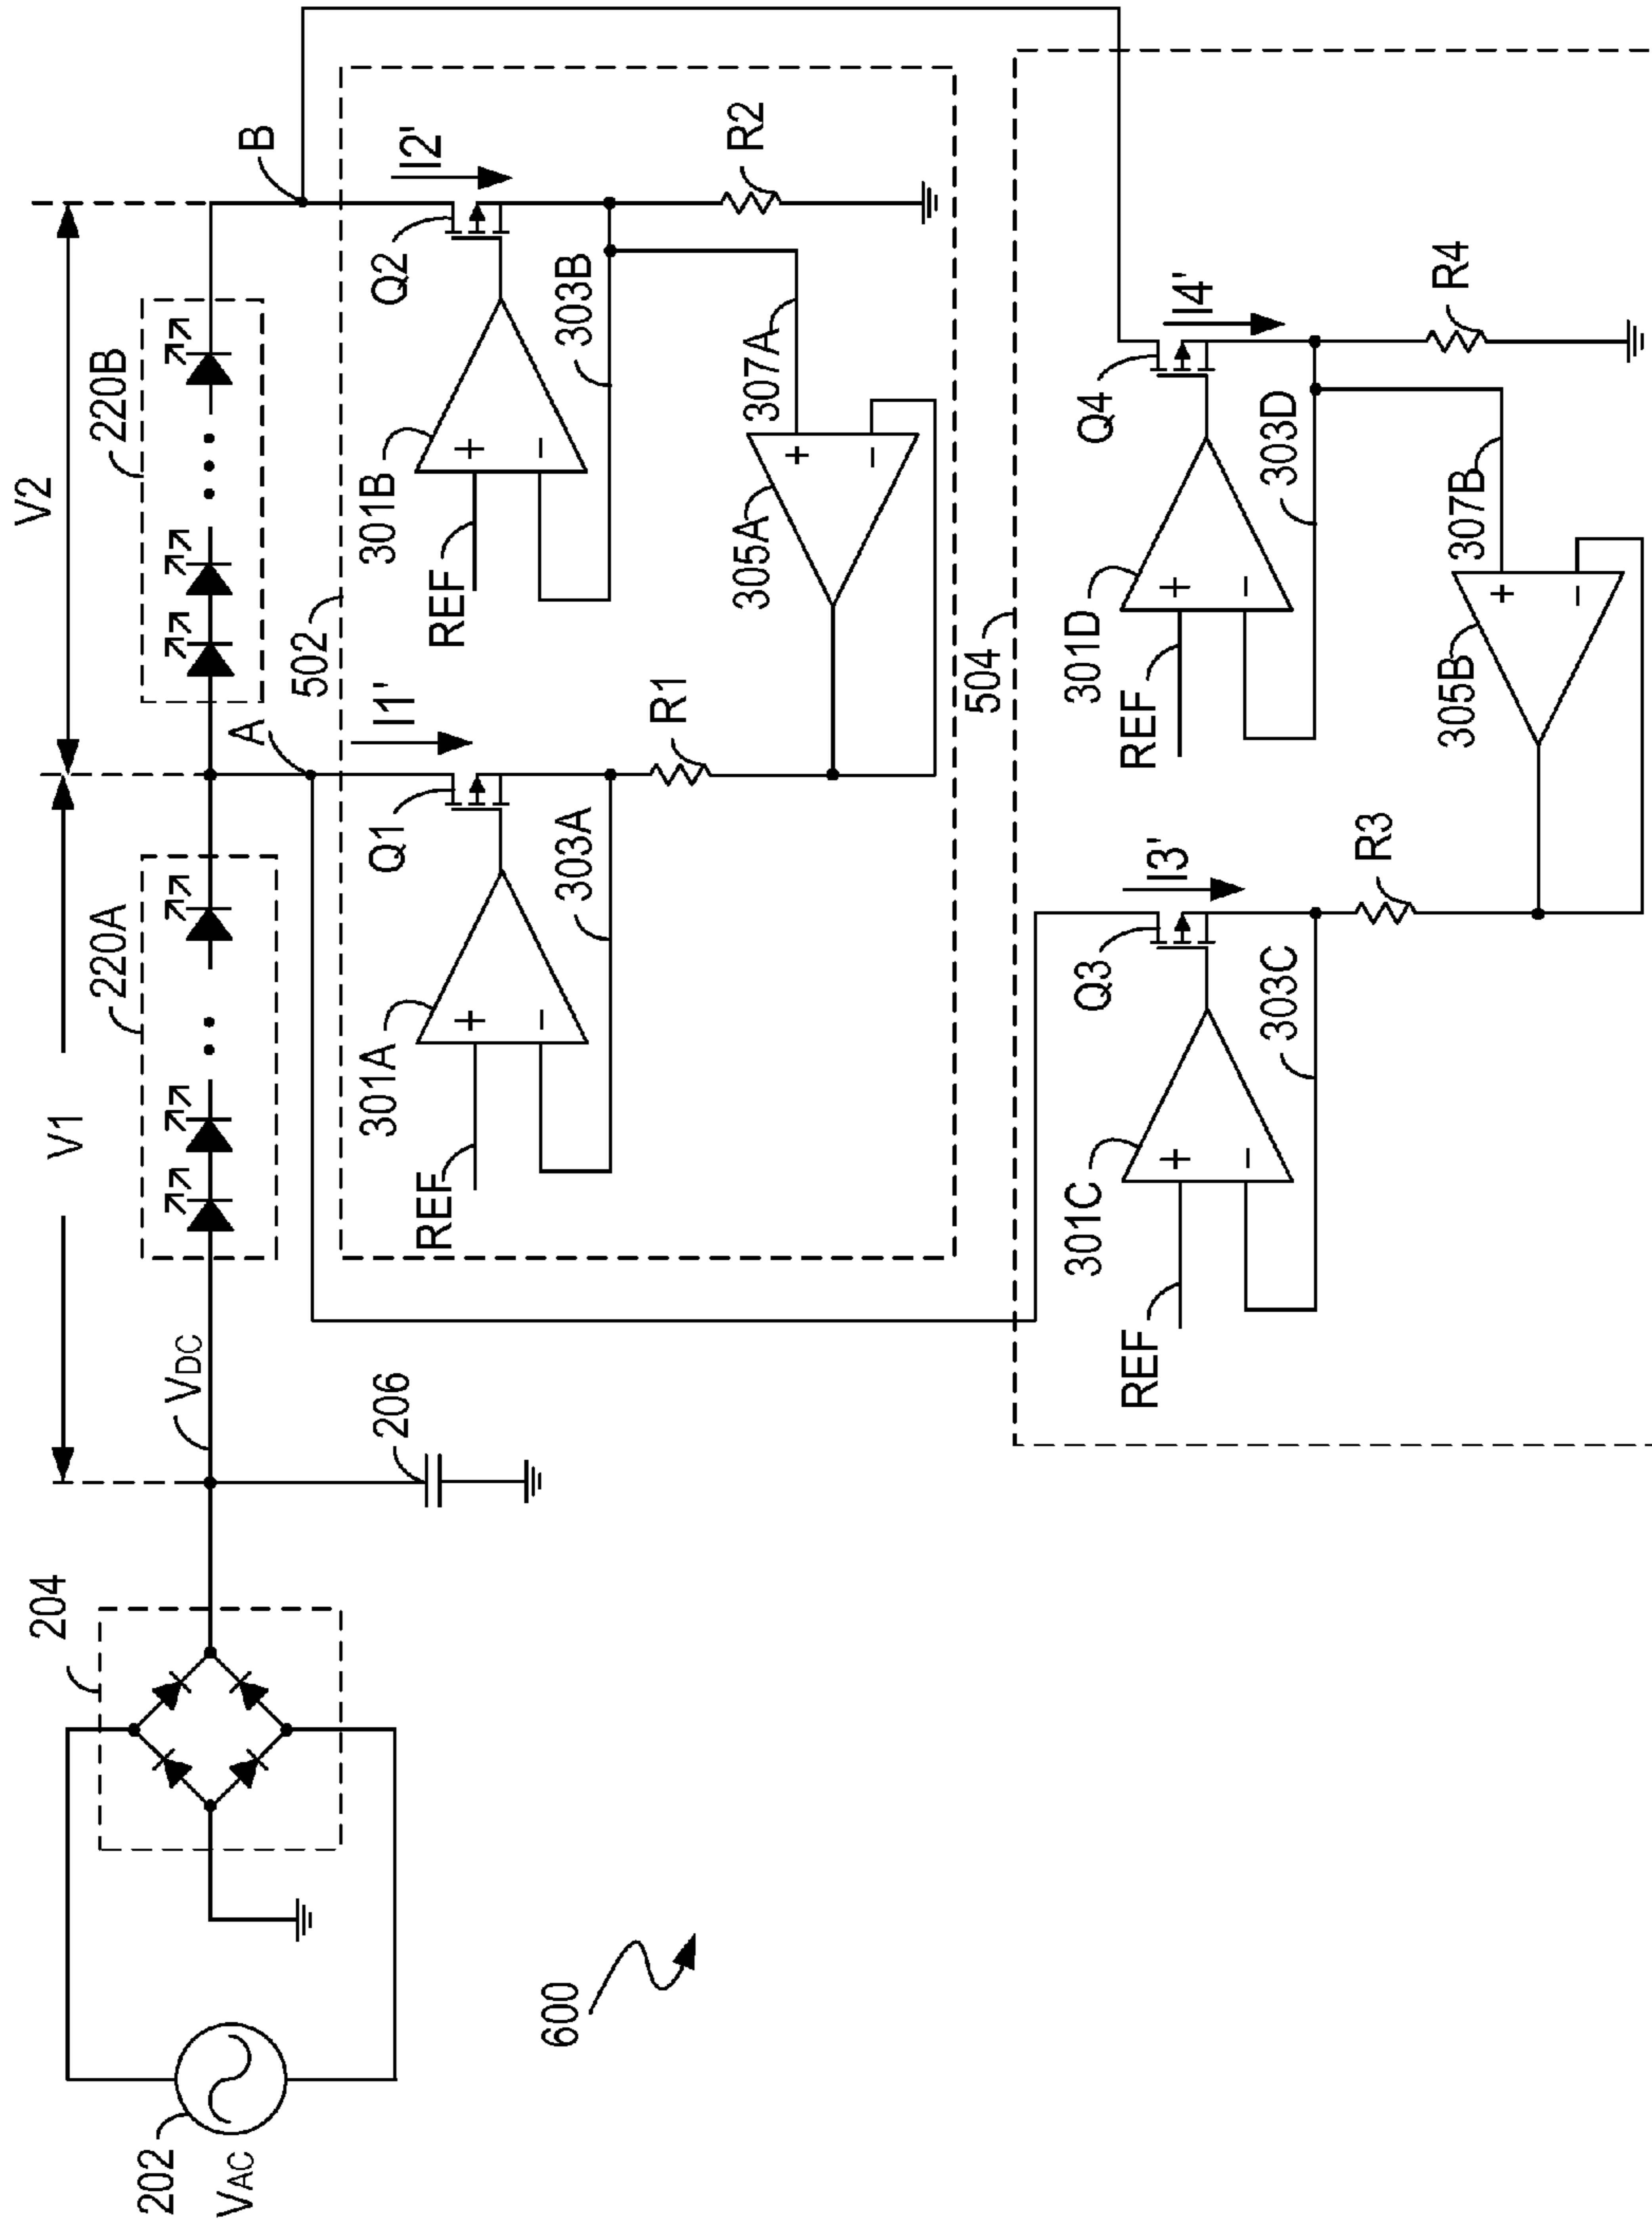 V1
V2
204
220A
220B
B
VDC
A
502
I1'
I2'
202
VAC
206
REF
301A
+
-
Q1
303A
R1
REF
301B
+
-
Q2
303B
R2
307A
305A
+
-
600
504
REF
301C
+
-
Q3
I3'
303C
R3
REF
301D
+
-
Q4
I4'
303D
R4
307B
305B
+
-